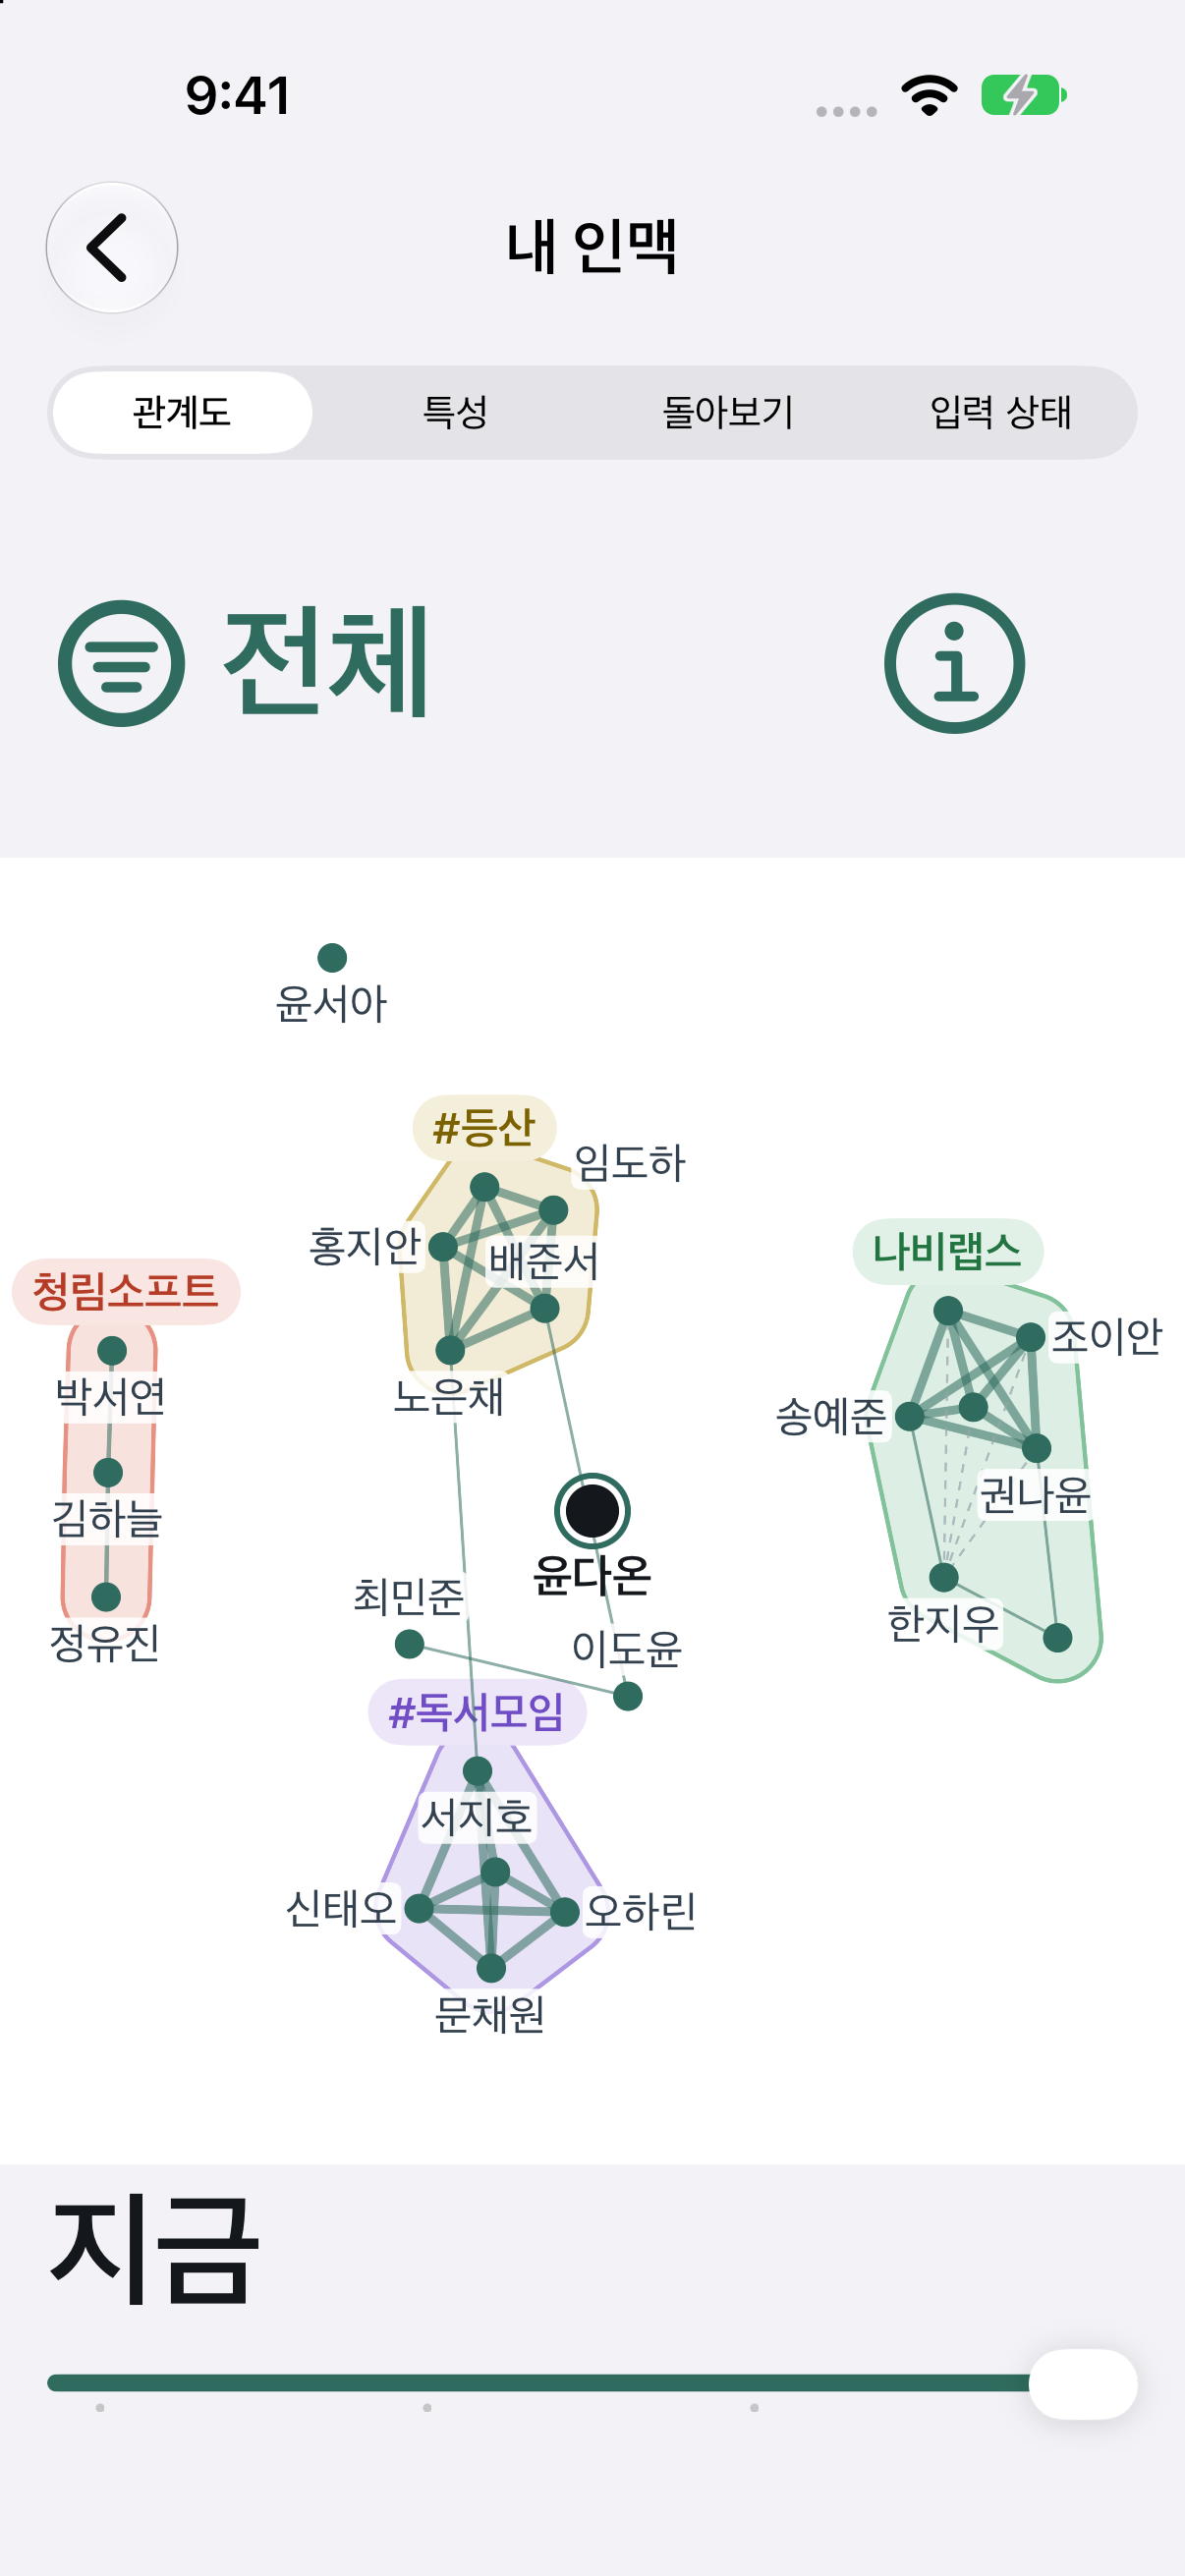 9:41
내 인맥
관계도 특성 돌아보기 입력 상태
전체
윤서아
#등산
임도하
홍지안
배준서
나비랩스
청림소프트
조이안
박서연
노은채
송예준
권나윤
김하늘
윤다온
최민준
한지우
정유진
이도윤
#독서모임
서지호
신태오
오하린
문채원
지금